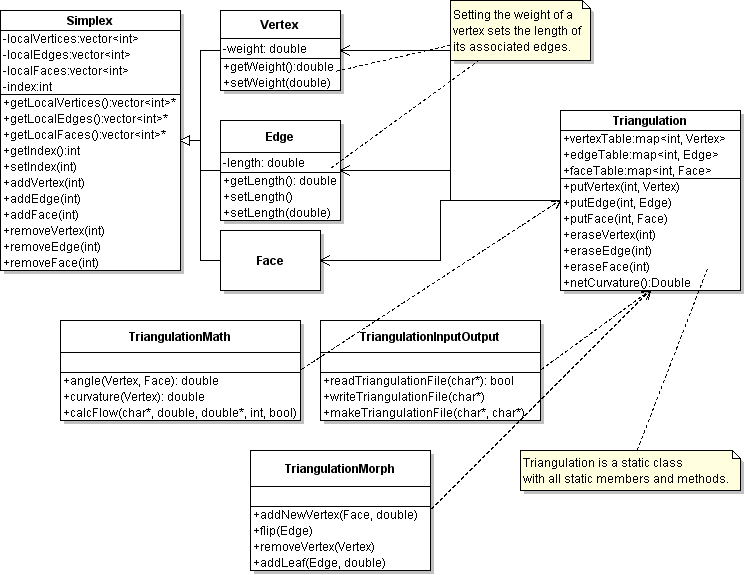 Simplex
-localVertices:vector<int>
-localEdges:vector<int>
-localFaces:vector<int>
-index:int
+getLocalVertices():vector<int>*
+getLocalEdges():vector<int>*
+getLocalFaces():vector<int>*
+getIndex():int
+setIndex(int)
+addVertex(int)
+addEdge(int)
+addFace(int)
+removeVertex(int)
+removeEdge(int)
+removeFace(int)
Vertex
-weight: double
+getWeight():double
+setWeight(double)
Setting the weight of a
vertex sets the length of
its associated edges.
Edge
-length: double
+getLength(): double
+setLength()
+setLength(double)
Face
Triangulation
+vertexTable:map<int, Vertex>
+edgeTable:map<int, Edge>
+faceTable:map<int, Face>
+putVertex(int, Vertex)
+putEdge(int, Edge)
+putFace(int, Face)
+eraseVertex(int)
+eraseEdge(int)
+eraseFace(int)
+netCurvature():Double
TriangulationMath
+angle(Vertex, Face): double
+curvature(Vertex): double
+calcFlow(char*, double, double*, int, bool)
TriangulationInputOutput
+readTriangulationFile(char*): bool
+writeTriangulationFile(char*)
+makeTriangulationFile(char*, char*)
TriangulationMorph
+addNewVertex(Face, double)
+flip(Edge)
+removeVertex(Vertex)
+addLeaf(Edge, double)
Triangulation is a static class
with all static members and methods.